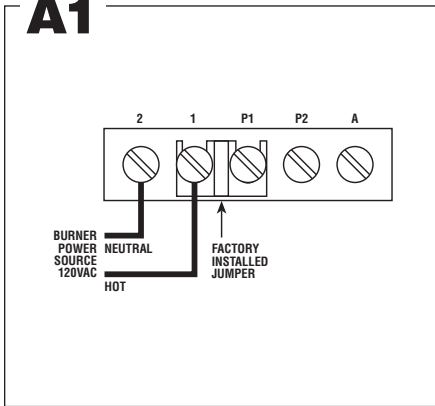 A1
2 1 P1 P2 A
BURNER
POWER NEUTRAL
SOURCE
120VAC
HOT
FACTORY
INSTALLED
JUMPER